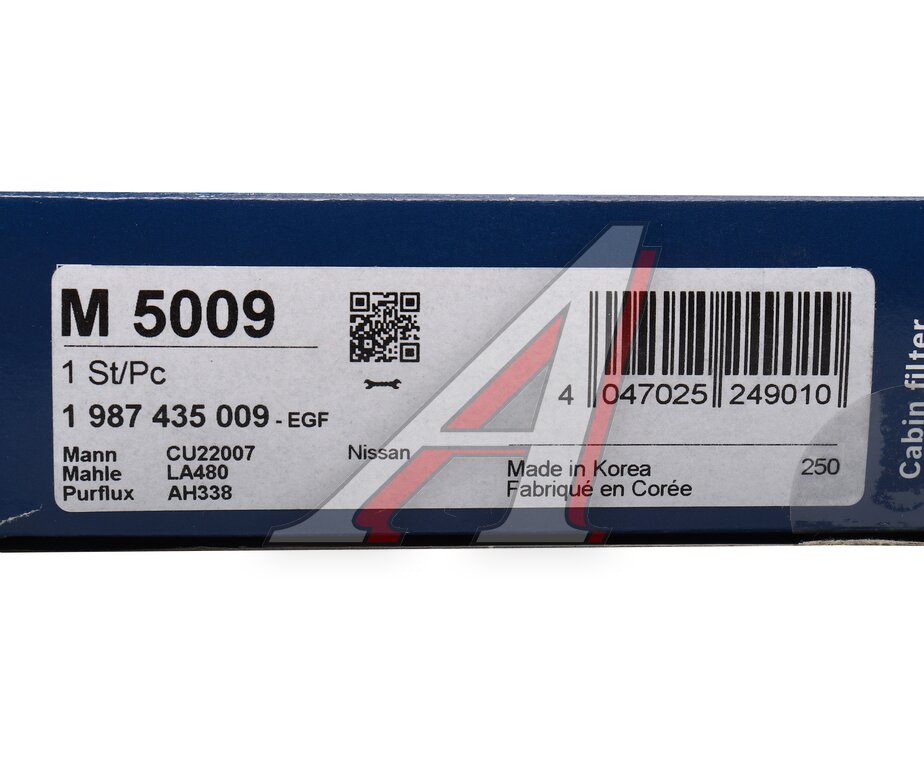 M 5009
1 St/Pc
1 987 435 009 - EGF
Mann CU22007
Mahle LA480
Purflux AH338
Nissan
4 047025 249010
Made in Korea
Fabriqué en Corée
250
Cabin filter